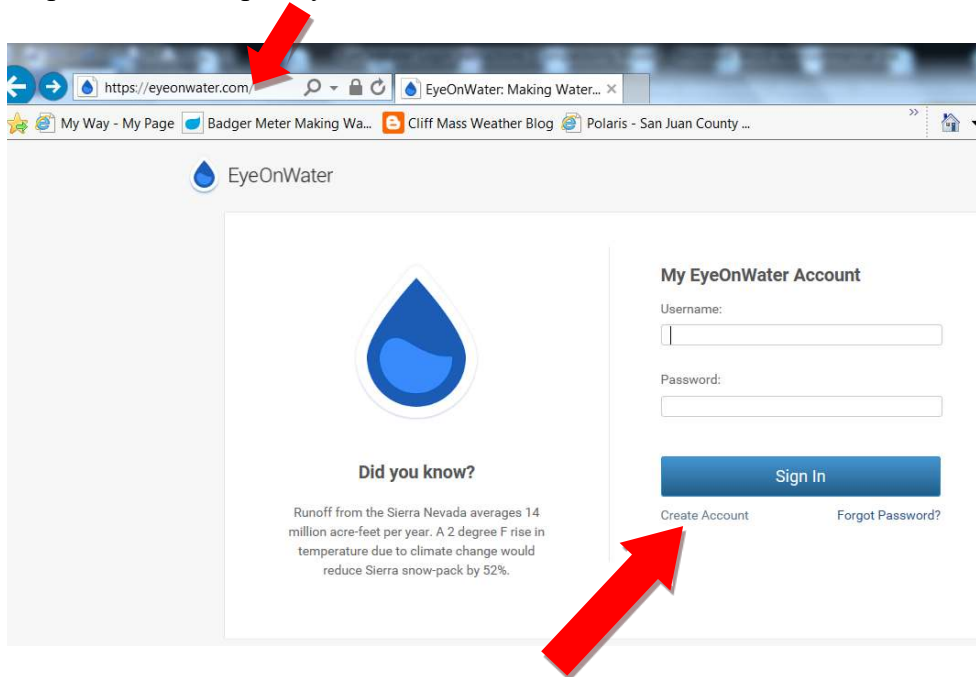 https://eyeonwater.com/
EyeOnWater: Making Water... ×
My Way - My Page
Badger Meter Making Wa...
Cliff Mass Weather Blog
Polaris - San Juan County ...
EyeOnWater
My EyeOnWater Account
Username:
Password:
Sign In
Create Account
Forgot Password?
Did you know?
Runoff from the Sierra Nevada averages 14
million acre-feet per year. A 2 degree F rise in
temperature due to climate change would
reduce Sierra snow-pack by 52%.